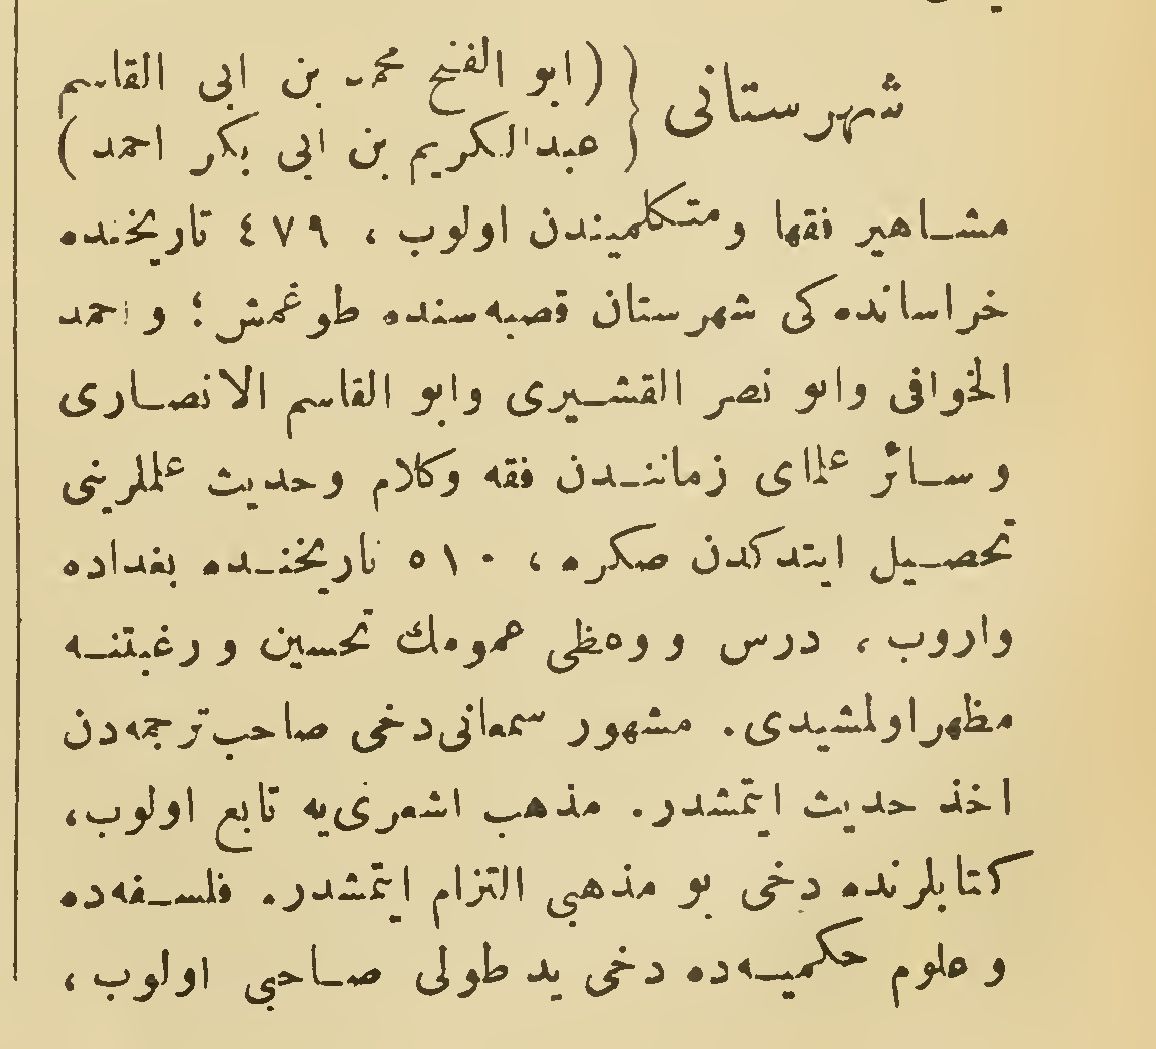 شهرستانی { (ابو الفتح محمد بن ابی القاسم
عبدالکریم بن ابی بکر احمد)
مشاهیر فقها ومتکلمیندن اولوب ، ٤٧٩ تاریخنده
خراسانده‌کی شهرستان قصبه‌سنده طوغمش ؛ و احمد
الخوافی وابو نصر القشیری وابو القاسم الانصاری
و سائر علمای زمانندن فقه وکلام وحدیث علملرینی
تحصیل ایتدکدن صکره ، ٥١٠ تاریخنده بغداده
واروب ، درس و وعظی عمومك تحسین و رغبتنه
مظهر اولمشیدی. مشهور سمعانی‌دخی صاحب ترجمه‌دن
اخذ حدیث ایتمشدر. مذهب اشعری‌یه تابع اولوب،
کتابلرنده دخی بو مذهبی التزام ایتمشدر. فلسفه‌ده
و علوم حکمیه‌ده دخی ید طولی صاحبی اولوب ،